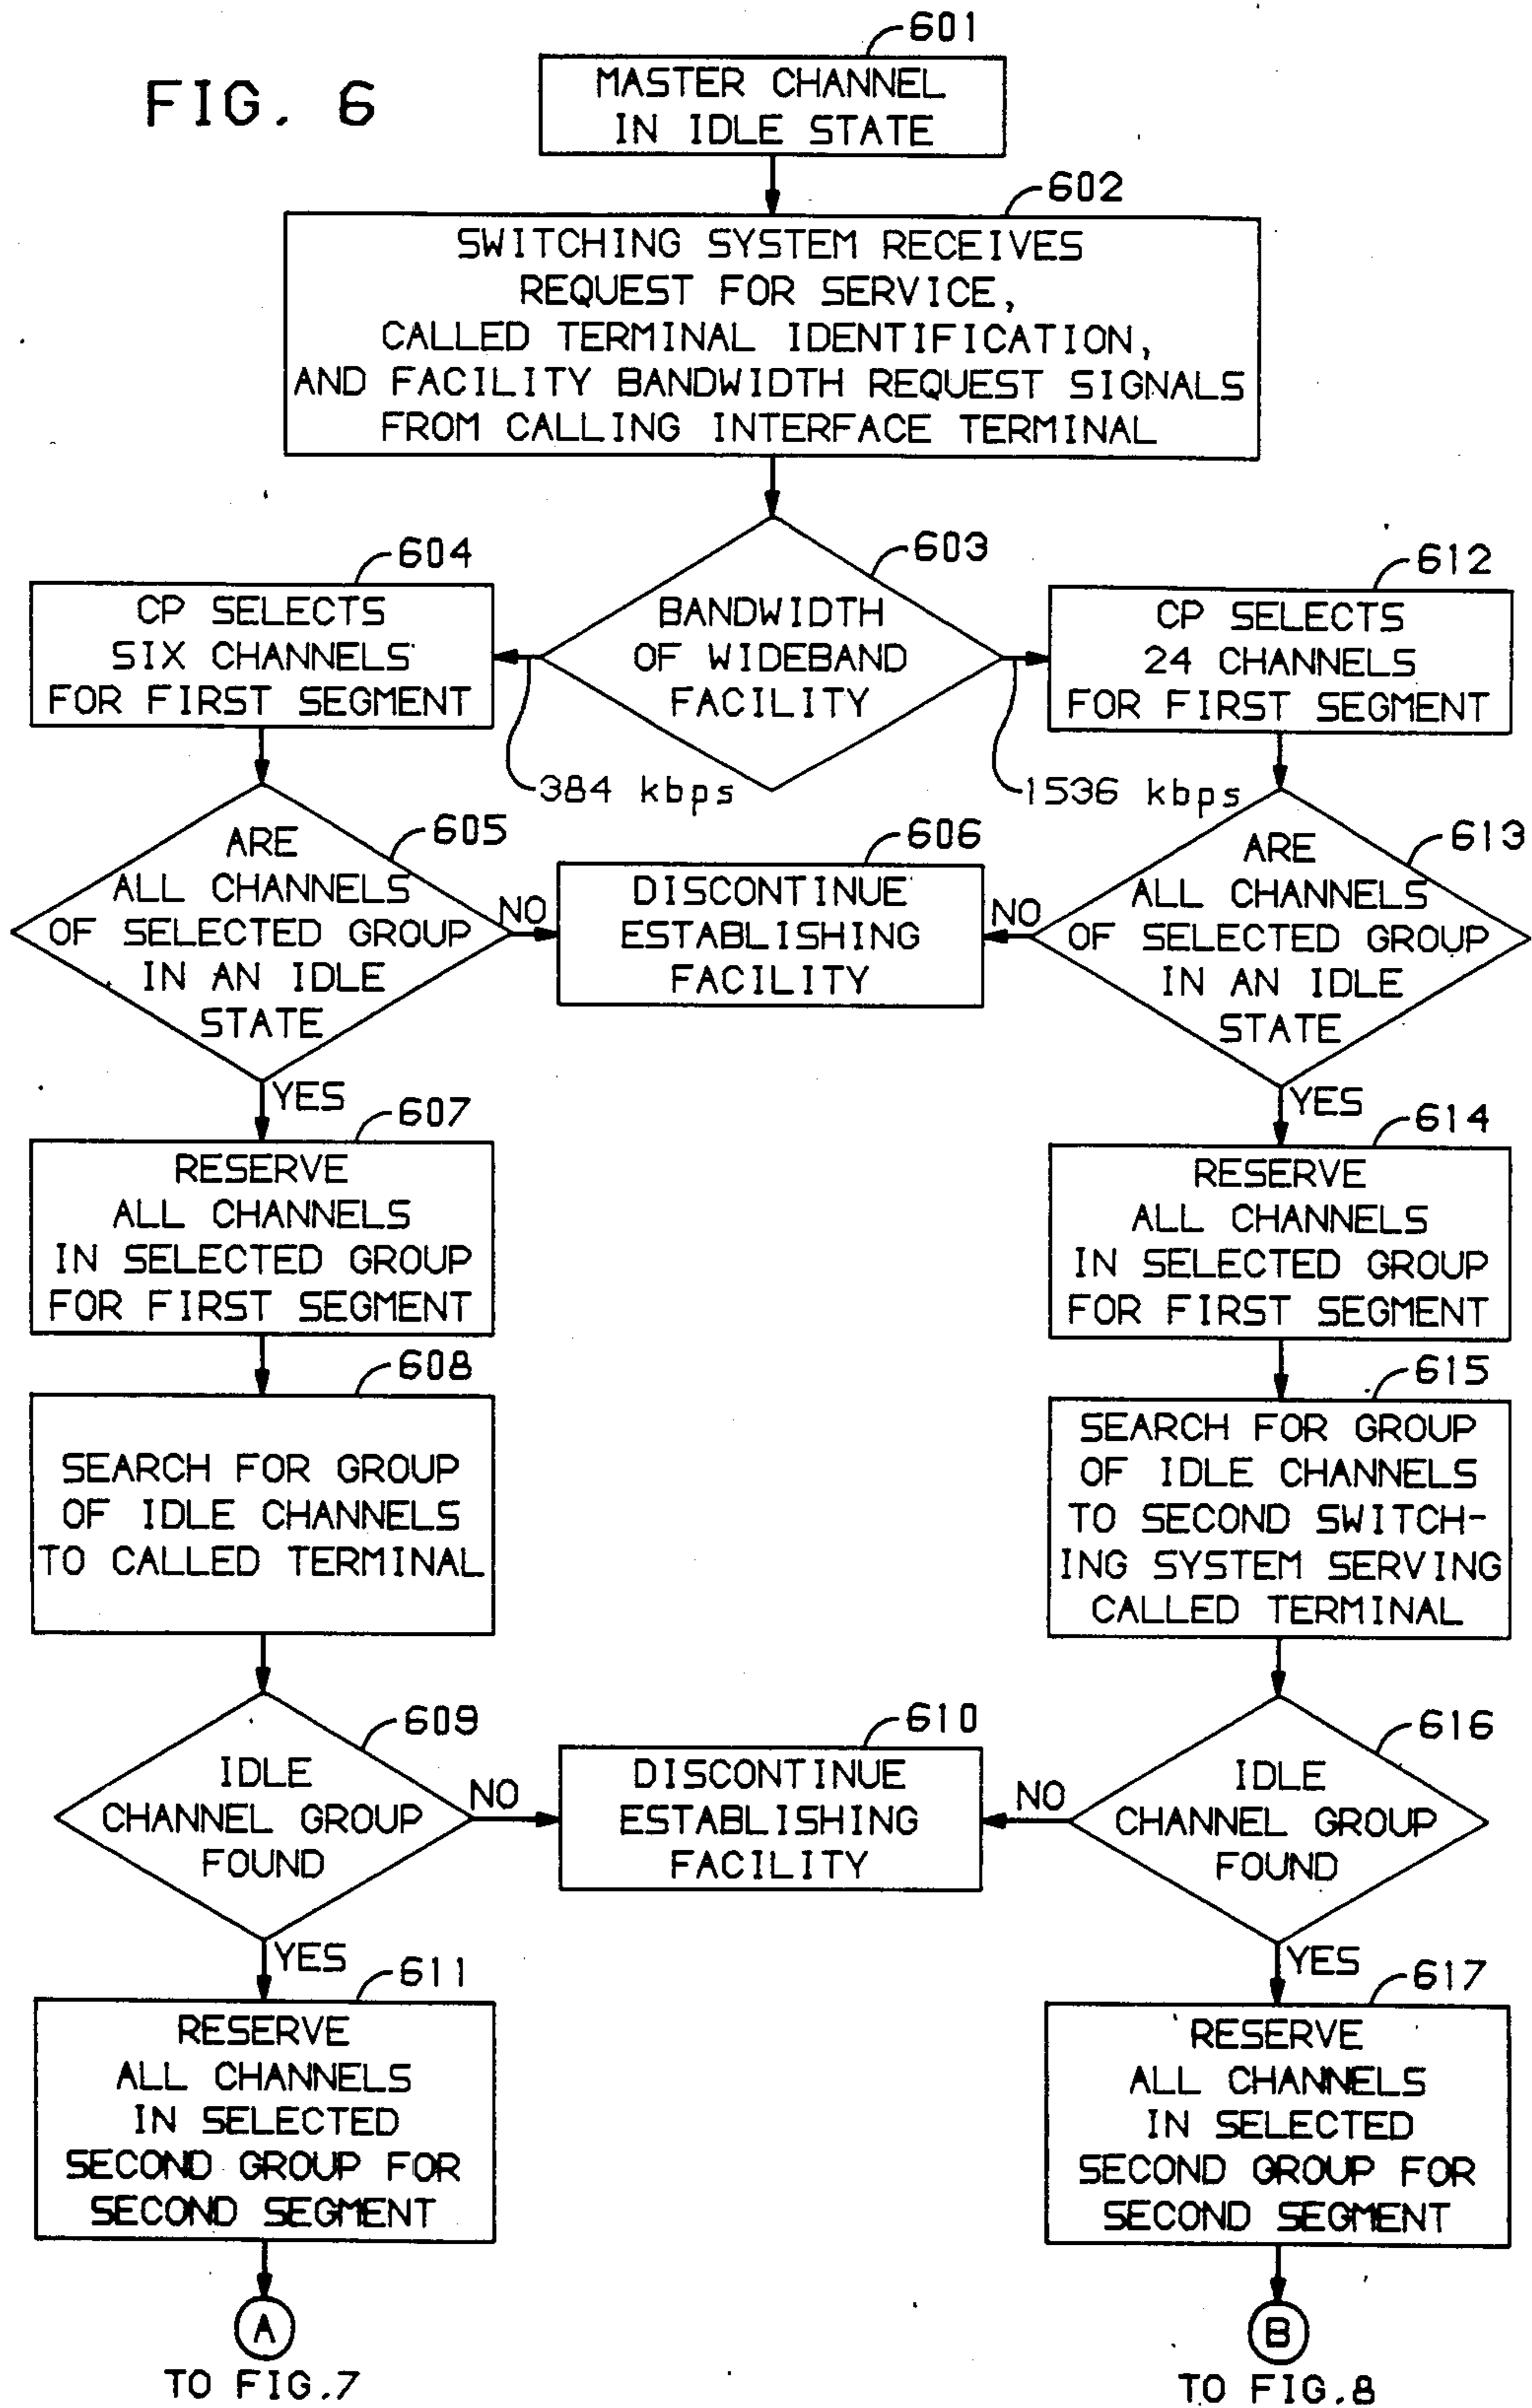 FIG. 6
601
MASTER CHANNEL
IN IDLE STATE
602
SWITCHING SYSTEM RECEIVES
REQUEST FOR SERVICE,
CALLED TERMINAL IDENTIFICATION,
AND FACILITY BANDWIDTH REQUEST SIGNALS
FROM CALLING INTERFACE TERMINAL
603
BANDWIDTH
OF WIDEBAND
FACILITY
384 kbps
1536 kbps
604
CP SELECTS
SIX CHANNELS
FOR FIRST SEGMENT
612
CP SELECTS
24 CHANNELS
FOR FIRST SEGMENT
605
ARE
ALL CHANNELS
OF SELECTED GROUP
IN AN IDLE
STATE
NO
YES
606
DISCONTINUE
ESTABLISHING
FACILITY
613
ARE
ALL CHANNELS
OF SELECTED GROUP
IN AN IDLE
STATE
NO
YES
607
RESERVE
ALL CHANNELS
IN SELECTED GROUP
FOR FIRST SEGMENT
614
RESERVE
ALL CHANNELS
IN SELECTED GROUP
FOR FIRST SEGMENT
608
SEARCH FOR GROUP
OF IDLE CHANNELS
TO CALLED TERMINAL
615
SEARCH FOR GROUP
OF IDLE CHANNELS
TO SECOND SWITCH-
ING SYSTEM SERVING
CALLED TERMINAL
609
IDLE
CHANNEL GROUP
FOUND
NO
YES
610
DISCONTINUE
ESTABLISHING
FACILITY
616
IDLE
CHANNEL GROUP
FOUND
NO
YES
611
RESERVE
ALL CHANNELS
IN SELECTED
SECOND GROUP FOR
SECOND SEGMENT
617
RESERVE
ALL CHANNELS
IN SELECTED
SECOND GROUP FOR
SECOND SEGMENT
A
TO FIG.7
B
TO FIG.8